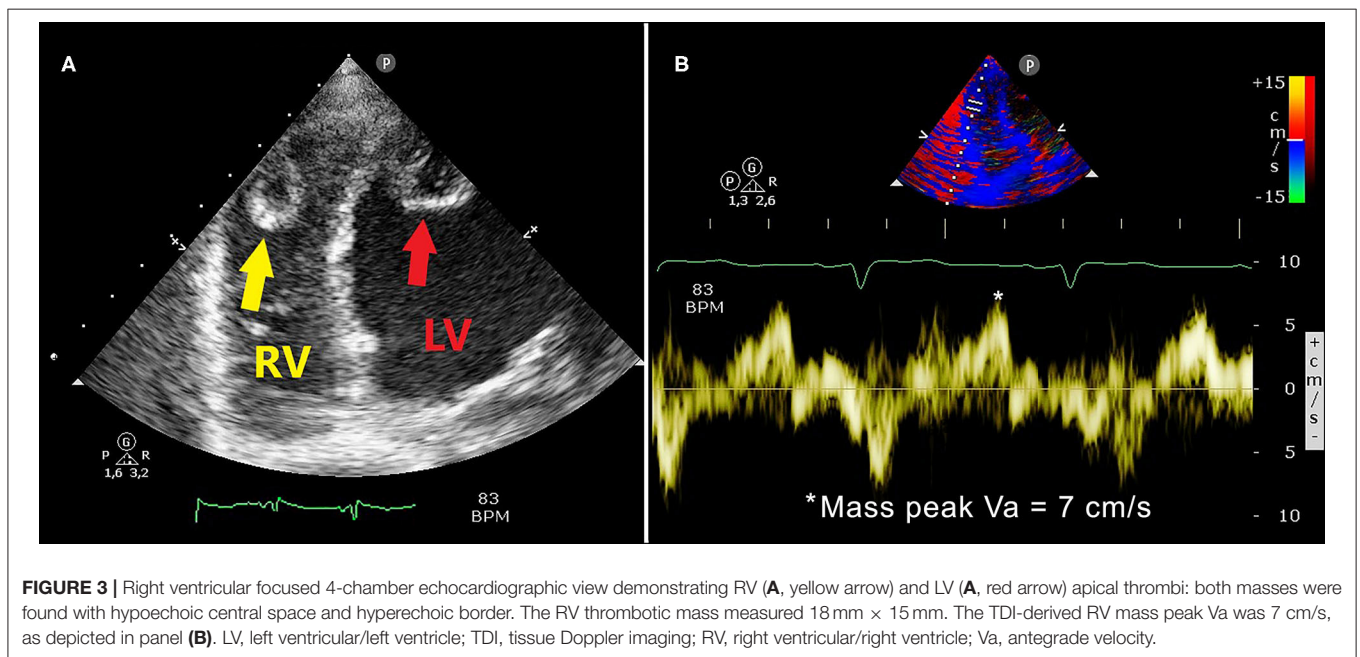 A
P
RV
LV
G
P R
1,6 3,2
83
BPM
B
P
+15
c
m
/
s
-15
G
P R
1,3 2,6
10
83
BPM
*
5
0
5
10
+
c
m
/
s
-
*Mass peak Va = 7 cm/s
FIGURE 3 | Right ventricular focused 4-chamber echocardiographic view demonstrating RV (A, yellow arrow) and LV (A, red arrow) apical thrombi: both masses were
found with hypoechoic central space and hyperechoic border. The RV thrombotic mass measured 18 mm × 15 mm. The TDI-derived RV mass peak Va was 7 cm/s,
as depicted in panel (B). LV, left ventricular/left ventricle; TDI, tissue Doppler imaging; RV, right ventricular/right ventricle; Va, antegrade velocity.